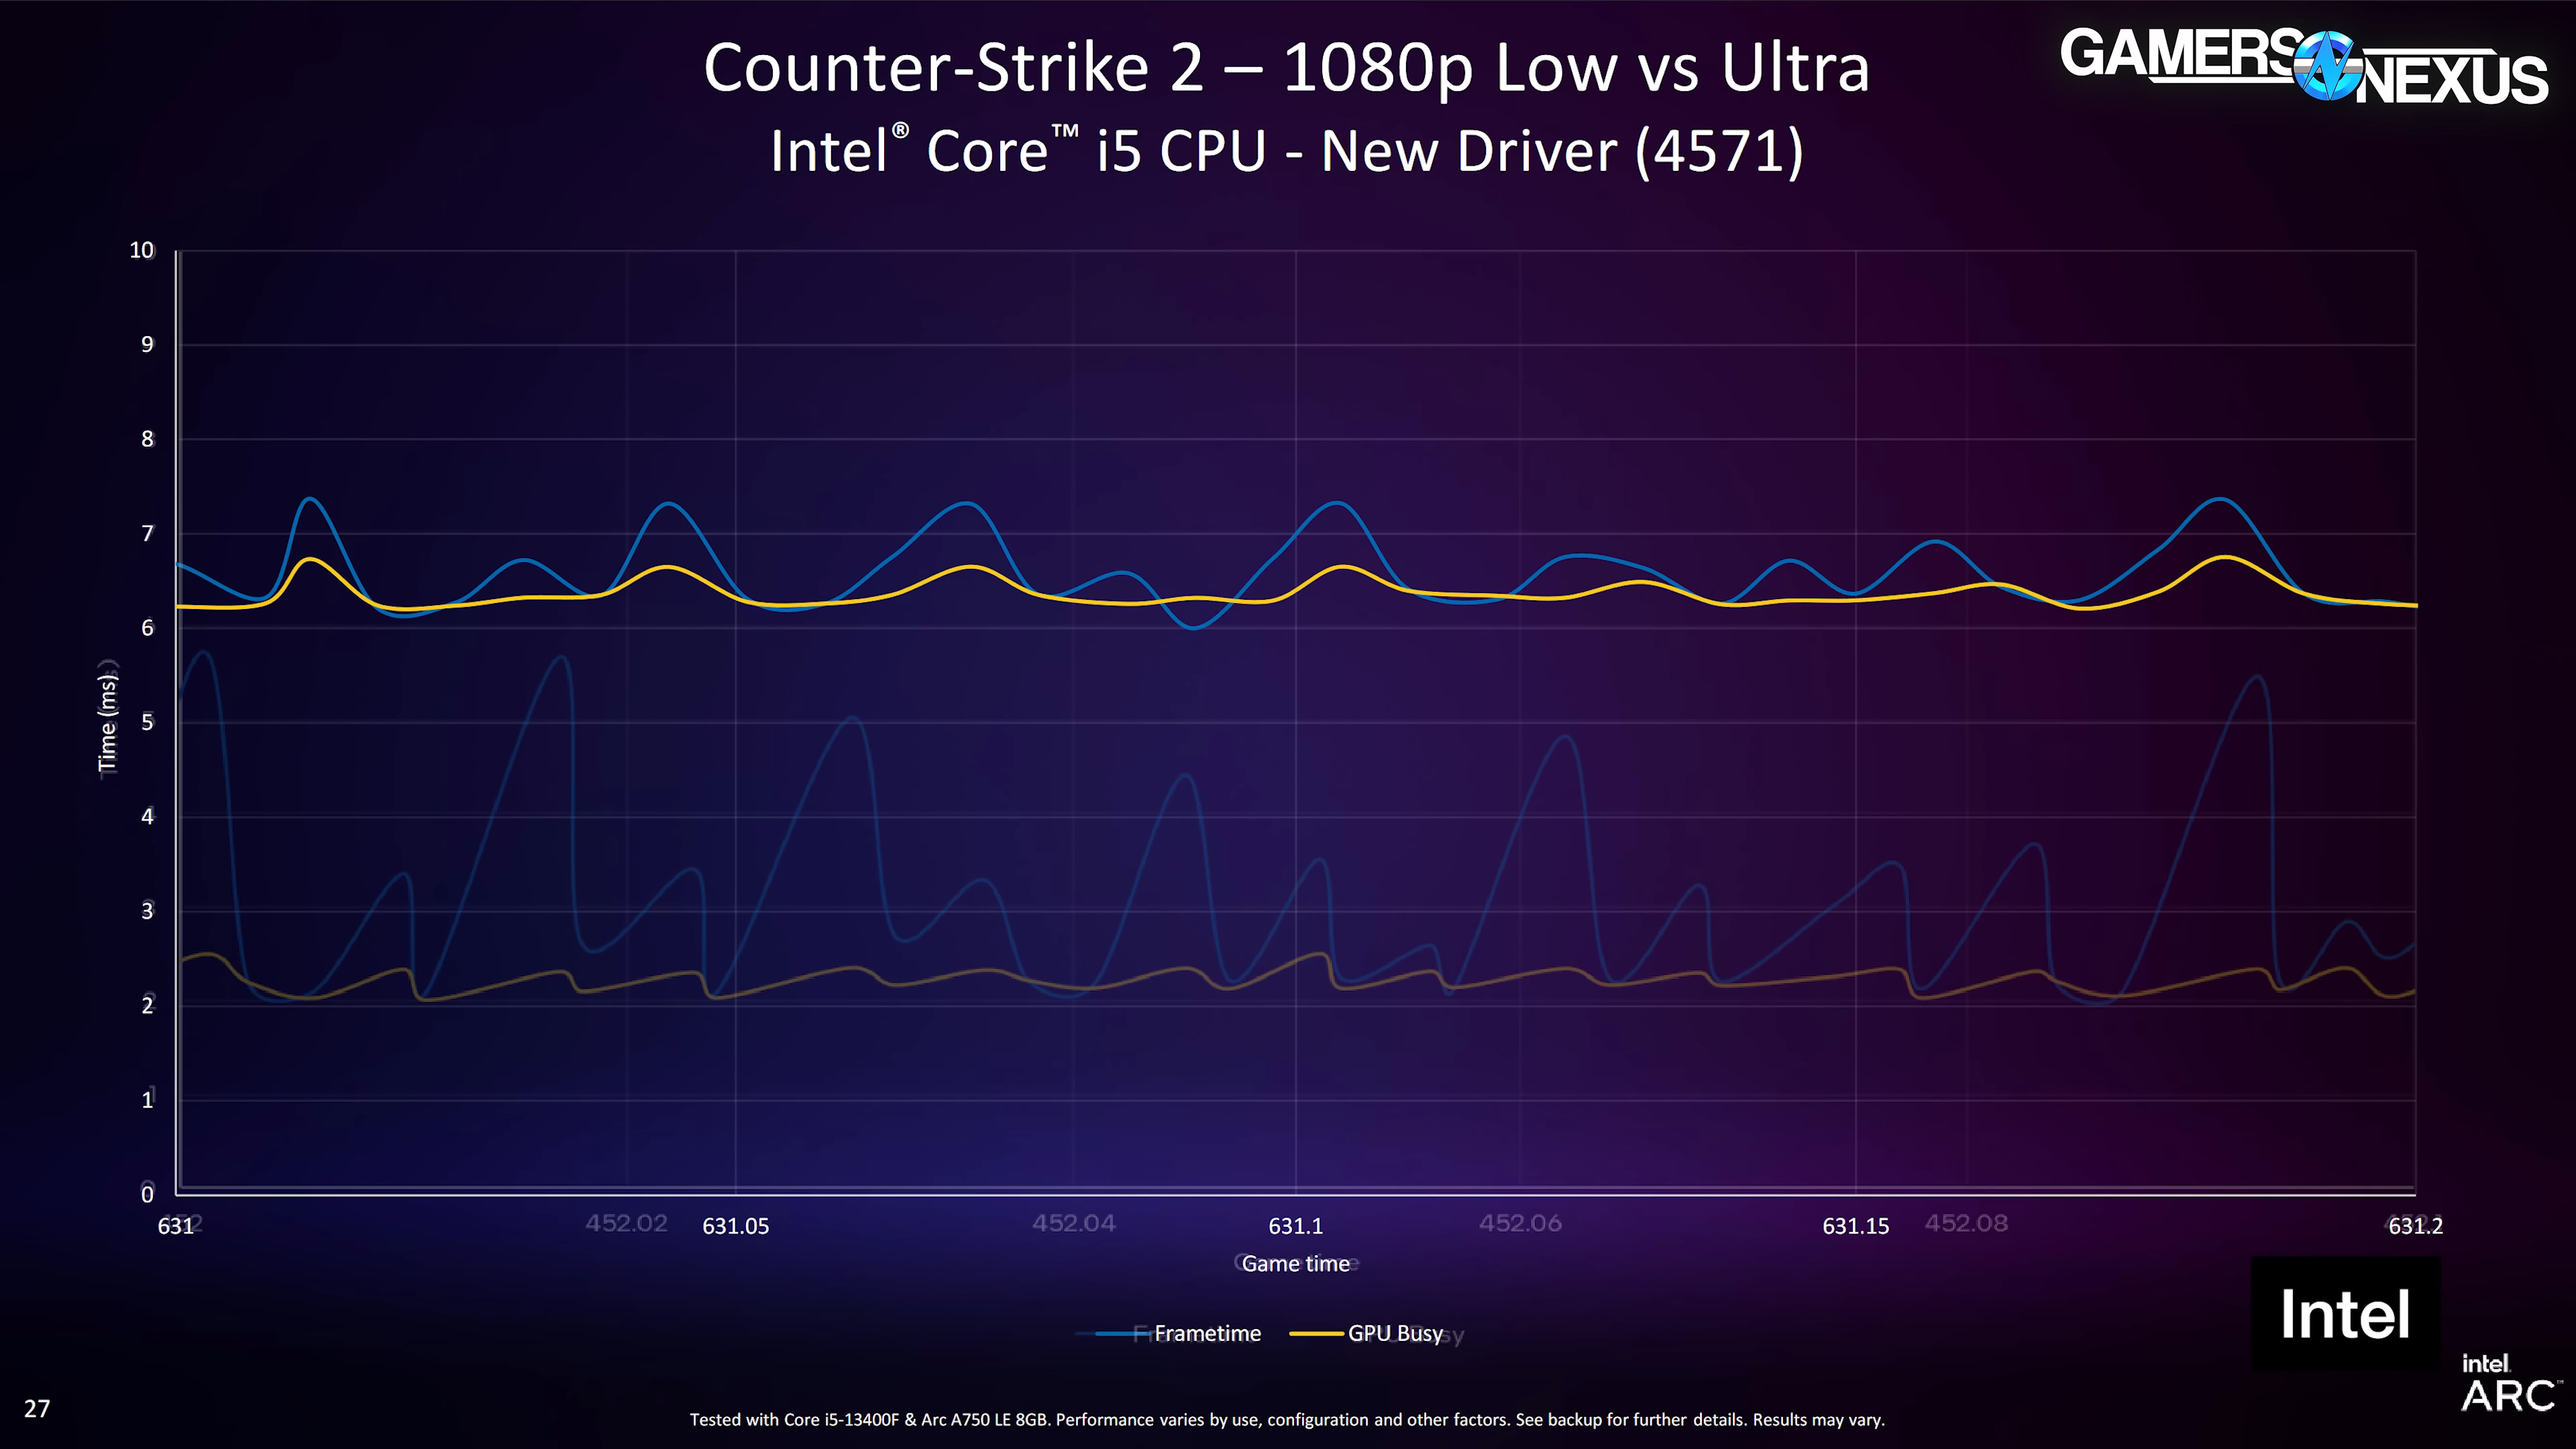 GAMERS NEXUS
Counter-Strike 2 – 1080p Low vs Ultra
Intel® Core™ i5 CPU - New Driver (4571)
10
9
8
7
6
5
4
3
2
1
0
Time (ms)
631 452.02 631.05 452.04 631.1 452.06 631.15 452.08 631.2
Game time
Frametime GPU Busy
Intel
intel.
ARC™
27
Tested with Core i5-13400F & Arc A750 LE 8GB. Performance varies by use, configuration and other factors. See backup for further details. Results may vary.